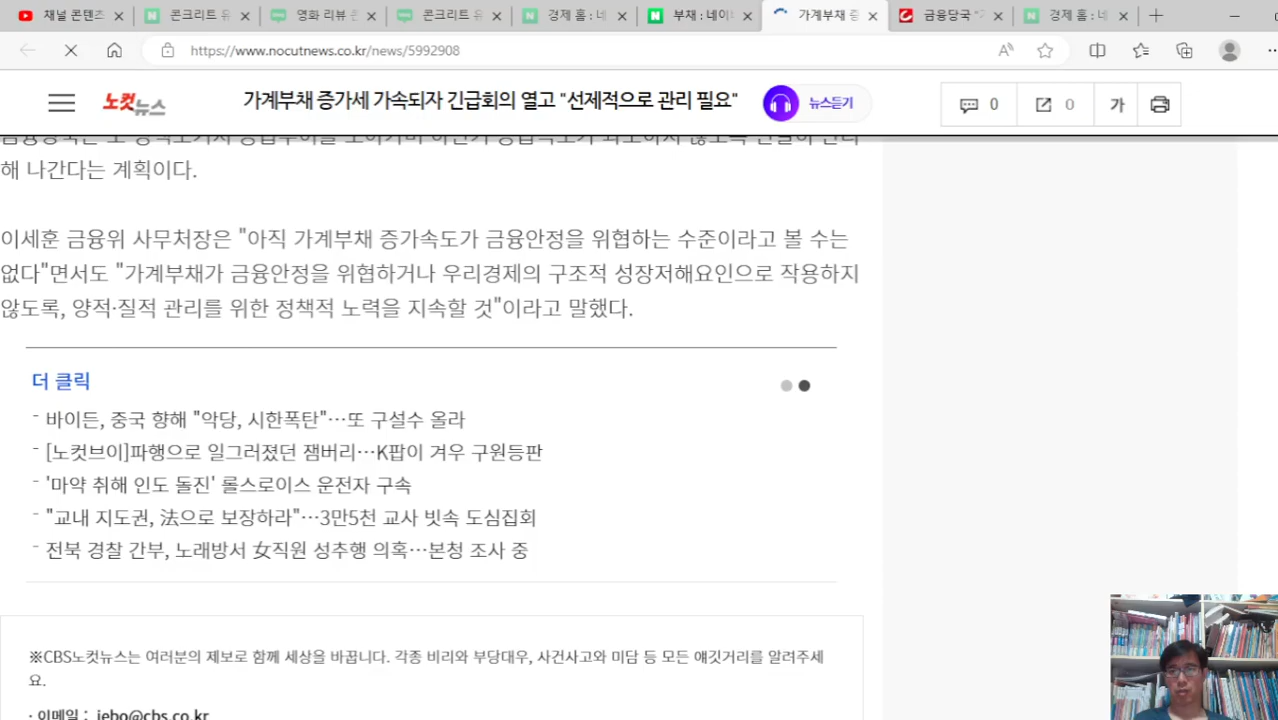 채널 콘텐츠
콘크리트 유
영화 리뷰 콘
콘크리트 유
경제 홈 : 네
부채 : 네이
가계부채 증
금융당국 "
경제 홈 : 네
https://www.nocutnews.co.kr/news/5992908
노컷뉴스
가계부채 증가세 가속되자 긴급회의 열고 "선제적으로 관리 필요"
뉴스듣기
0
0
가
해 나간다는 계획이다.
이세훈 금융위 사무처장은 "아직 가계부채 증가속도가 금융안정을 위협하는 수준이라고 볼 수는
없다"면서도 "가계부채가 금융안정을 위협하거나 우리경제의 구조적 성장저해요인으로 작용하지
않도록, 양적·질적 관리를 위한 정책적 노력을 지속할 것"이라고 말했다.
더 클릭
- 바이든, 중국 향해 "악당, 시한폭탄"…또 구설수 올라
- [노컷브이]파행으로 일그러졌던 잼버리…K팝이 겨우 구원등판
- '마약 취해 인도 돌진' 롤스로이스 운전자 구속
- "교내 지도권, 法으로 보장하라"…3만5천 교사 빗속 도심집회
- 전북 경찰 간부, 노래방서 女직원 성추행 의혹…본청 조사 중
※CBS노컷뉴스는 여러분의 제보로 함께 세상을 바꿉니다. 각종 비리와 부당대우, 사건사고와 미담 등 모든 얘깃거리를 알려주세
요.
· 이메일 : jebo@cbs.co.kr